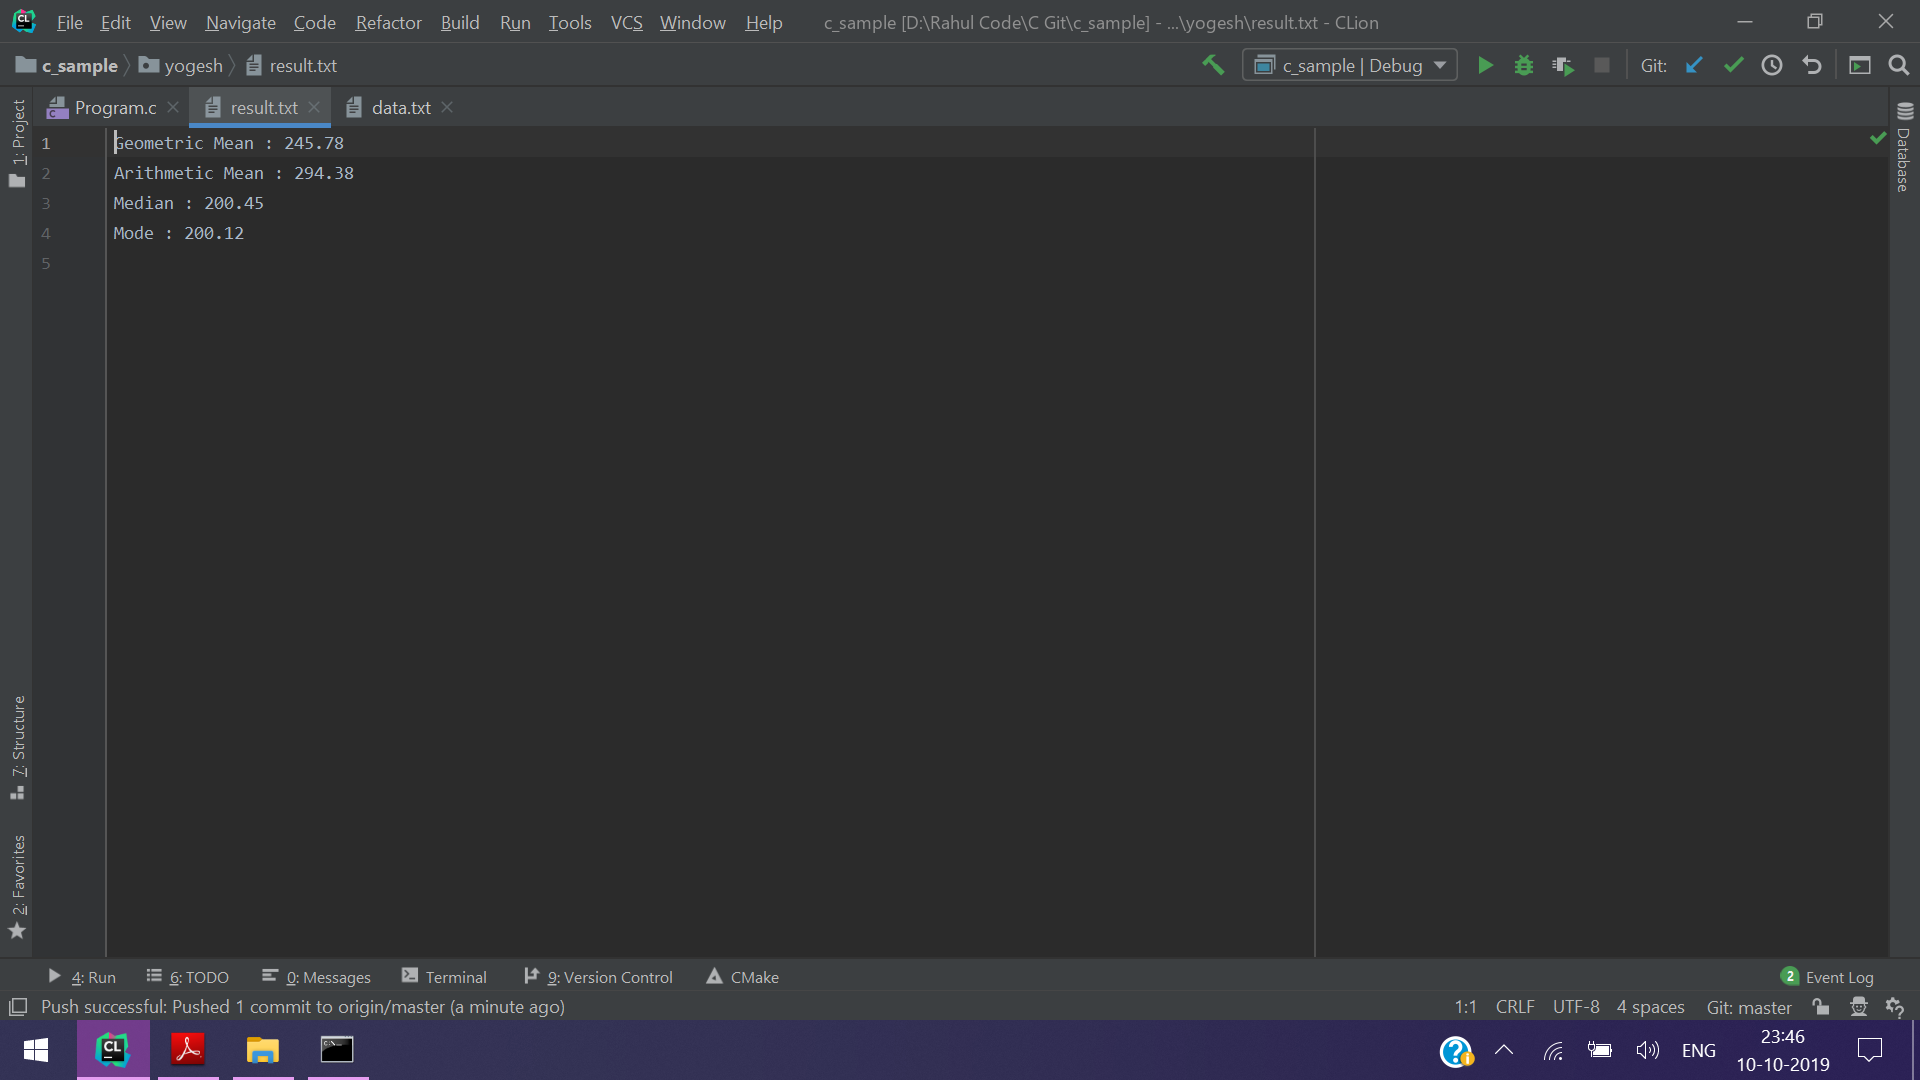 File Edit View Navigate Code Refactor Build Run Tools VCS Window Help c_sample [D:\Rahul Code\C Git\c_sample] - ...\yogesh\result.txt - CLion
c_sample yogesh result.txt c_sample | Debug Git:
Program.c result.txt data.txt
1 Geometric Mean : 245.78
2 Arithmetic Mean : 294.38
3 Median : 200.45
4 Mode : 200.12
5
1: Project
7: Structure
2: Favorites
Database
4: Run 6: TODO 0: Messages Terminal 9: Version Control CMake 2 Event Log
Push successful: Pushed 1 commit to origin/master (a minute ago) 1:1 CRLF UTF-8 4 spaces Git: master
CL ENG 23:46
10-10-2019